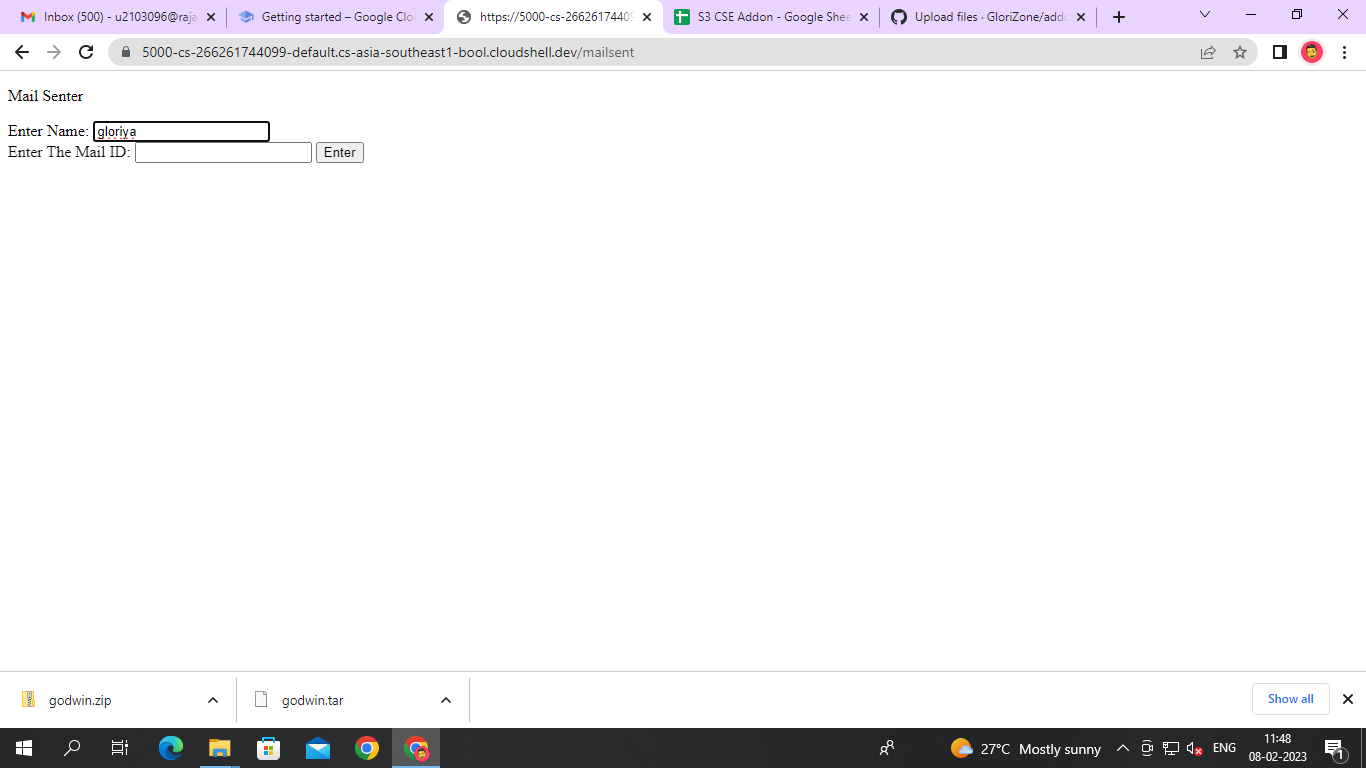 Inbox (500) - u2103096@raja
Getting started – Google Clou
https://5000-cs-266261744099
S3 CSE Addon - Google Shee
Upload files · GloriZone/addo
5000-cs-266261744099-default.cs-asia-southeast1-bool.cloudshell.dev/mailsent
Mail Senter
Enter Name: gloriya
Enter The Mail ID: Enter
godwin.zip
godwin.tar
Show all
27°C Mostly sunny
ENG
11:48
08-02-2023
1